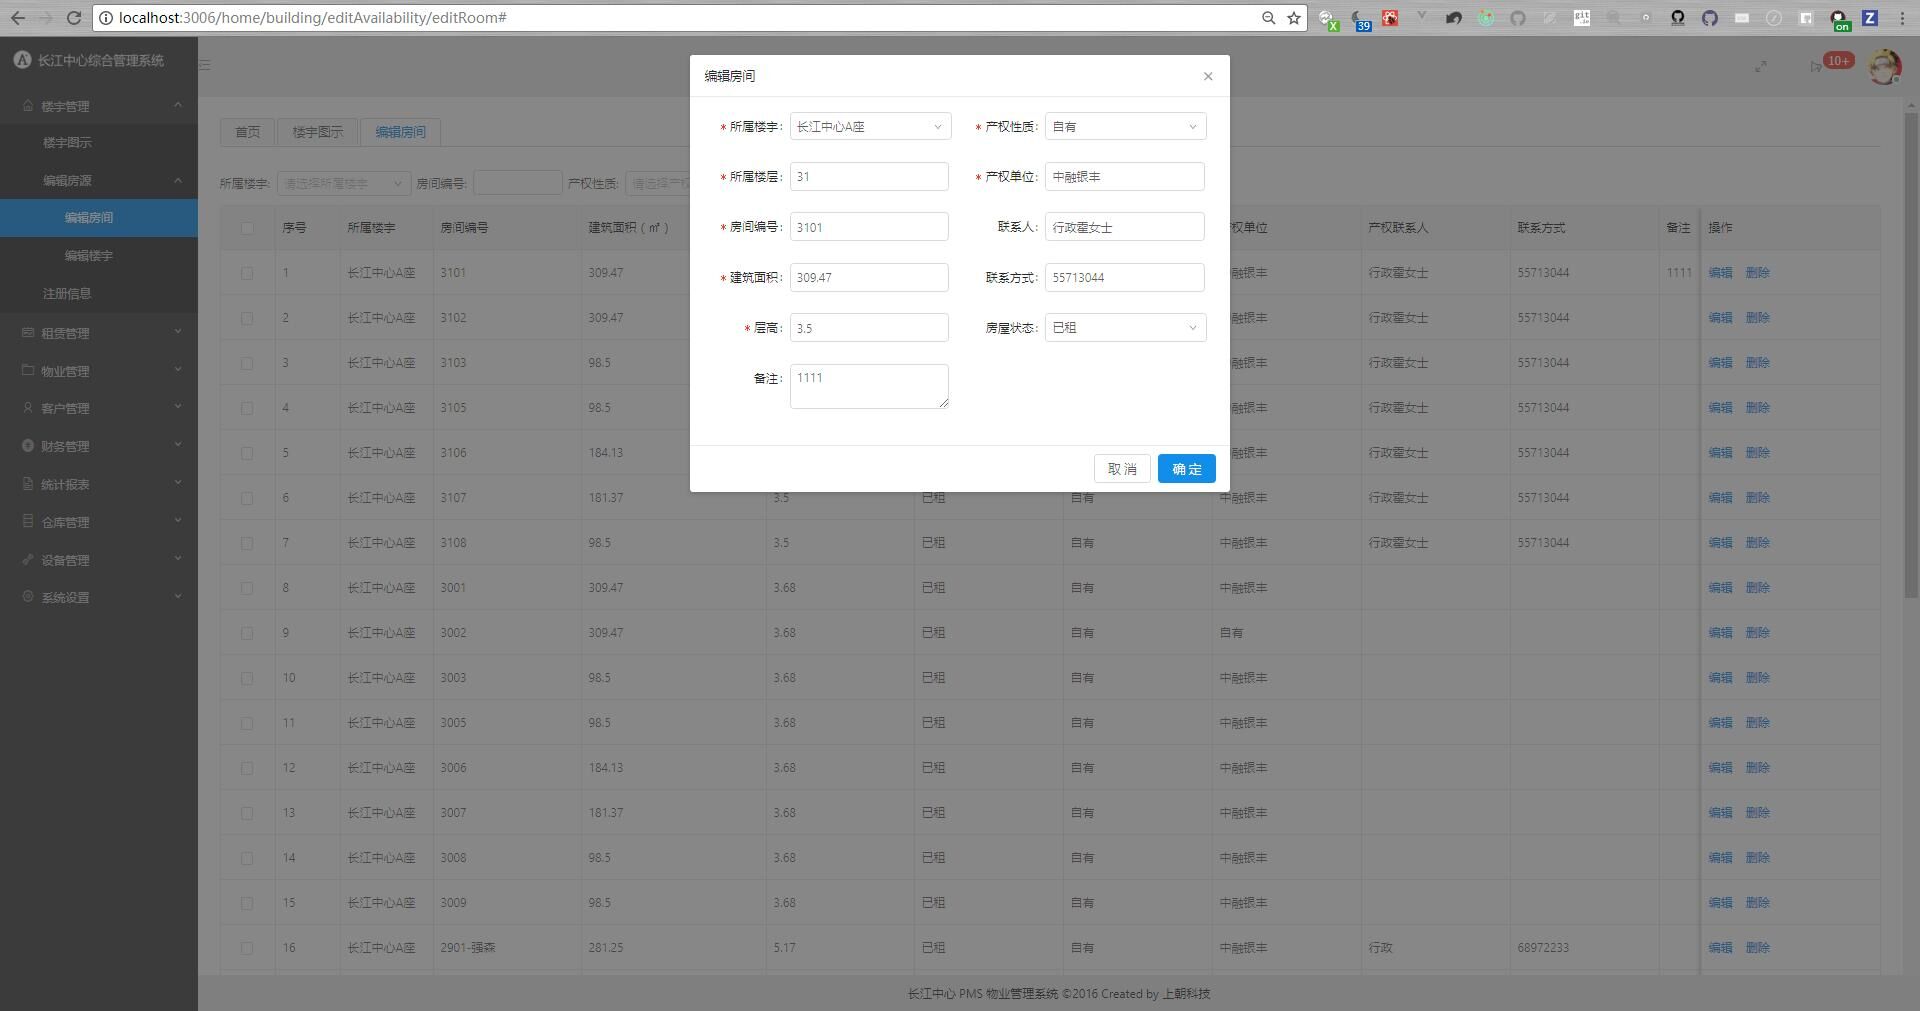 localhost:3006/home/building/editAvailability/editRoom#
X
39
git
on
Z
A 长江中心综合管理系统
10+
楼宇管理
楼宇图示
编辑房源
编辑房间
编辑楼宇
注册信息
租赁管理
物业管理
客户管理
财务管理
统计报表
仓库管理
设备管理
系统设置
首页 楼宇图示 编辑房间
所属楼宇: 请选择所属楼宇 房间编号: 产权性质: 请选择产权
编辑房间
* 所属楼宇: 长江中心A座 * 产权性质: 自有
* 所属楼层: 31 * 产权单位: 中融银丰
* 房间编号: 3101 联系人: 行政霍女士
* 建筑面积: 309.47 联系方式: 55713044
* 层高: 3.5 房屋状态: 已租
备注: 1111
取 消 确 定
序号 所属楼宇 房间编号 建筑面积（㎡） 权单位 产权联系人 联系方式 备注 操作
1 长江中心A座 3101 309.47 融银丰 行政霍女士 55713044 1111 编辑 删除
2 长江中心A座 3102 309.47 融银丰 行政霍女士 55713044 编辑 删除
3 长江中心A座 3103 98.5 融银丰 行政霍女士 55713044 编辑 删除
4 长江中心A座 3105 98.5 融银丰 行政霍女士 55713044 编辑 删除
5 长江中心A座 3106 184.13 融银丰 行政霍女士 55713044 编辑 删除
6 长江中心A座 3107 181.37 3.5 已租 自有 中融银丰 行政霍女士 55713044 编辑 删除
7 长江中心A座 3108 98.5 3.5 已租 自有 中融银丰 行政霍女士 55713044 编辑 删除
8 长江中心A座 3001 309.47 3.68 已租 自有 中融银丰 编辑 删除
9 长江中心A座 3002 309.47 3.68 已租 自有 自有 编辑 删除
10 长江中心A座 3003 98.5 3.68 已租 自有 中融银丰 编辑 删除
11 长江中心A座 3005 98.5 3.68 已租 自有 中融银丰 编辑 删除
12 长江中心A座 3006 184.13 3.68 已租 自有 中融银丰 编辑 删除
13 长江中心A座 3007 181.37 3.68 已租 自有 中融银丰 编辑 删除
14 长江中心A座 3008 98.5 3.68 已租 自有 中融银丰 编辑 删除
15 长江中心A座 3009 98.5 3.68 已租 自有 中融银丰 编辑 删除
16 长江中心A座 2901-强森 281.25 5.17 已租 自有 中融银丰 行政 68972233 编辑 删除
长江中心 PMS 物业管理系统 ©2016 Created by 上朝科技